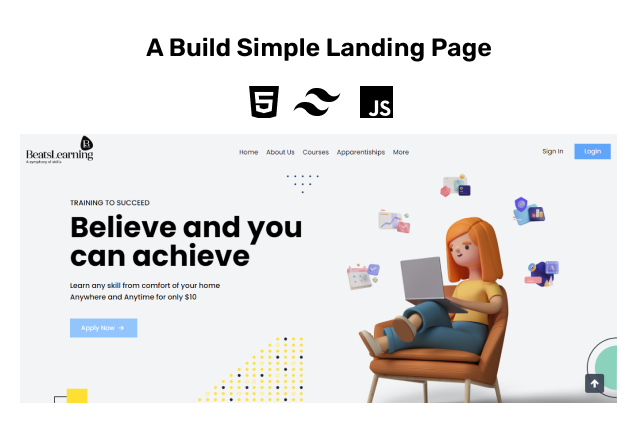 A Build Simple Landing Page
5
JS
BeatsLearning
A symphony of skills
Home About Us Courses Apprenticeships More
Sign In Login
TRAINING TO SUCCEED
Believe and you
can achieve
Learn any skill from comfort of your home
Anywhere and Anytime for only $10
Apply Now →